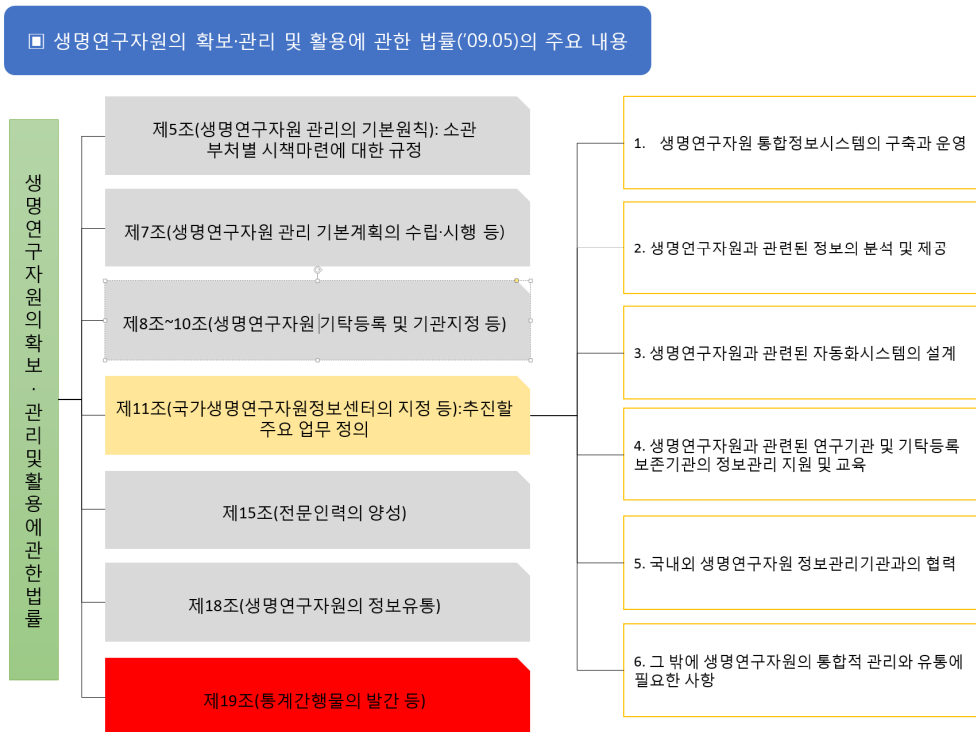 ▣ 생명연구자원의 확보·관리 및 활용에 관한 법률('09.05)의 주요 내용
생명연구자원의확보·관리및활용에관한법률
제5조(생명연구자원 관리의 기본원칙): 소관
부처별 시책마련에 대한 규정
제7조(생명연구자원 관리 기본계획의 수립·시행 등)
제8조~10조(생명연구자원 기탁등록 및 기관지정 등)
제11조(국가생명연구자원정보센터의 지정 등):추진할
주요 업무 정의
제15조(전문인력의 양성)
제18조(생명연구자원의 정보유통)
제19조(통계간행물의 발간 등)
1. 생명연구자원 통합정보시스템의 구축과 운영
2. 생명연구자원과 관련된 정보의 분석 및 제공
3. 생명연구자원과 관련된 자동화시스템의 설계
4. 생명연구자원과 관련된 연구기관 및 기탁등록
보존기관의 정보관리 지원 및 교육
5. 국내외 생명연구자원 정보관리기관과의 협력
6. 그 밖에 생명연구자원의 통합적 관리와 유통에
필요한 사항